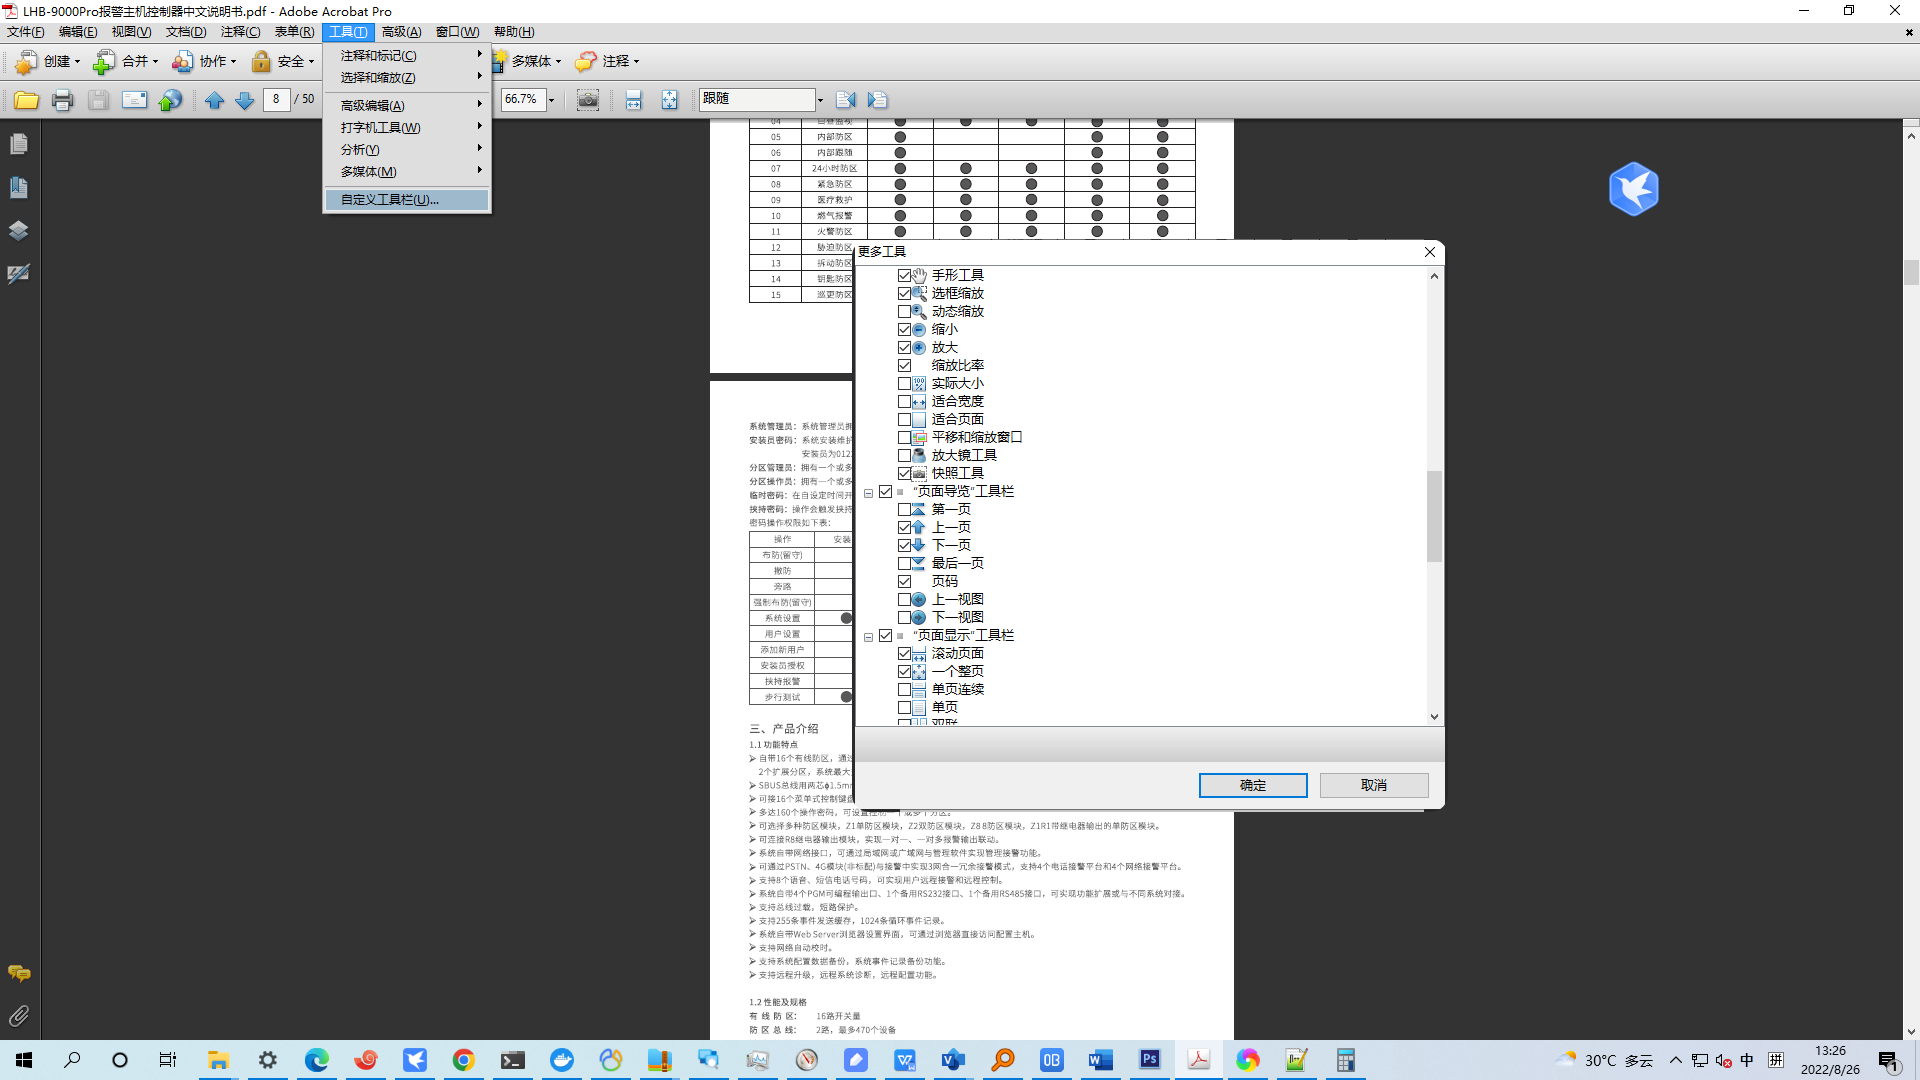 LHB-9000Pro报警主机控制器中文说明书.pdf - Adobe Acrobat Pro
文件(F) 编辑(E) 视图(V) 文档(D) 注释(C) 表单(R) 工具(T) 高级(A) 窗口(W) 帮助(H)
创建 合并 协作 安全 多媒体 注释
8 / 50 66.7% 跟随
注释和标记(C)
选择和缩放(Z)
高级编辑(A)
打字机工具(W)
分析(Y)
多媒体(M)
自定义工具栏(U)...
04 日昼监视
05 内部防区
06 内部跟随
07 24小时防区
08 紧急防区
09 医疗救护
10 燃气报警
11 火警防区
12 胁迫防区
13 拆动防区
14 钥匙防区
15 巡更防区
更多工具
手形工具
选框缩放
动态缩放
缩小
放大
缩放比率
实际大小
适合宽度
适合页面
平移和缩放窗口
放大镜工具
快照工具
"页面导览"工具栏
第一页
上一页
下一页
最后一页
页码
上一视图
下一视图
"页面显示"工具栏
滚动页面
一个整页
单页连续
单页
双联
确定 取消
系统管理员：系统管理员拥
安装员密码：系统安装维护
安装员为012
分区管理员：拥有一个或多
分区操作员：拥有一个或多
临时密码：在自设定时间开
挟持密码：操作会触发挟持
密码操作权限如下表：
操作 安装
布防(留守)
撤防
旁路
强制布防(留守)
系统设置
用户设置
添加新用户
安装员授权
挟持报警
步行测试
三、产品介绍
1.1 功能特点
➢ 自带16个有线防区，通过
2个扩展分区，系统最大
➢ SBUS总线用两芯ϕ1.5mm
➢ 可接16个菜单式控制键盘
➢ 多达160个操作密码，可设置控制一个或多个分区。
➢ 可选择多种防区模块，Z1单防区模块，Z2双防区模块，Z8 8防区模块，Z1R1带继电器输出的单防区模块。
➢ 可连接R8继电器输出模块，实现一对一、一对多报警输出联动。
➢ 系统自带网络接口，可通过局域网或广域网与管理软件实现管理接警功能。
➢ 可通过PSTN、4G模块(非标配)与接警中实现3网合一冗余接警模式，支持4个电话接警平台和4个网络接警平台。
➢ 支持8个语音、短信电话号码，可实现用户远程接警和远程控制。
➢ 系统自带4个PGM可编程输出口、1个备用RS232接口、1个备用RS485接口，可实现功能扩展或与不同系统对接。
➢ 支持总线过载，短路保护。
➢ 支持255条事件发送缓存，1024条循环事件记录。
➢ 系统自带Web Server浏览器设置界面，可通过浏览器直接访问配置主机。
➢ 支持网络自动校时。
➢ 支持系统配置数据备份，系统事件记录备份功能。
➢ 支持远程升级，远程系统诊断，远程配置功能。
1.2 性能及规格
有 线 防 区： 16路开关量
防 区 总 线： 2路，最多470个设备
30°C 多云 中 拼 13:26
2022/8/26 1